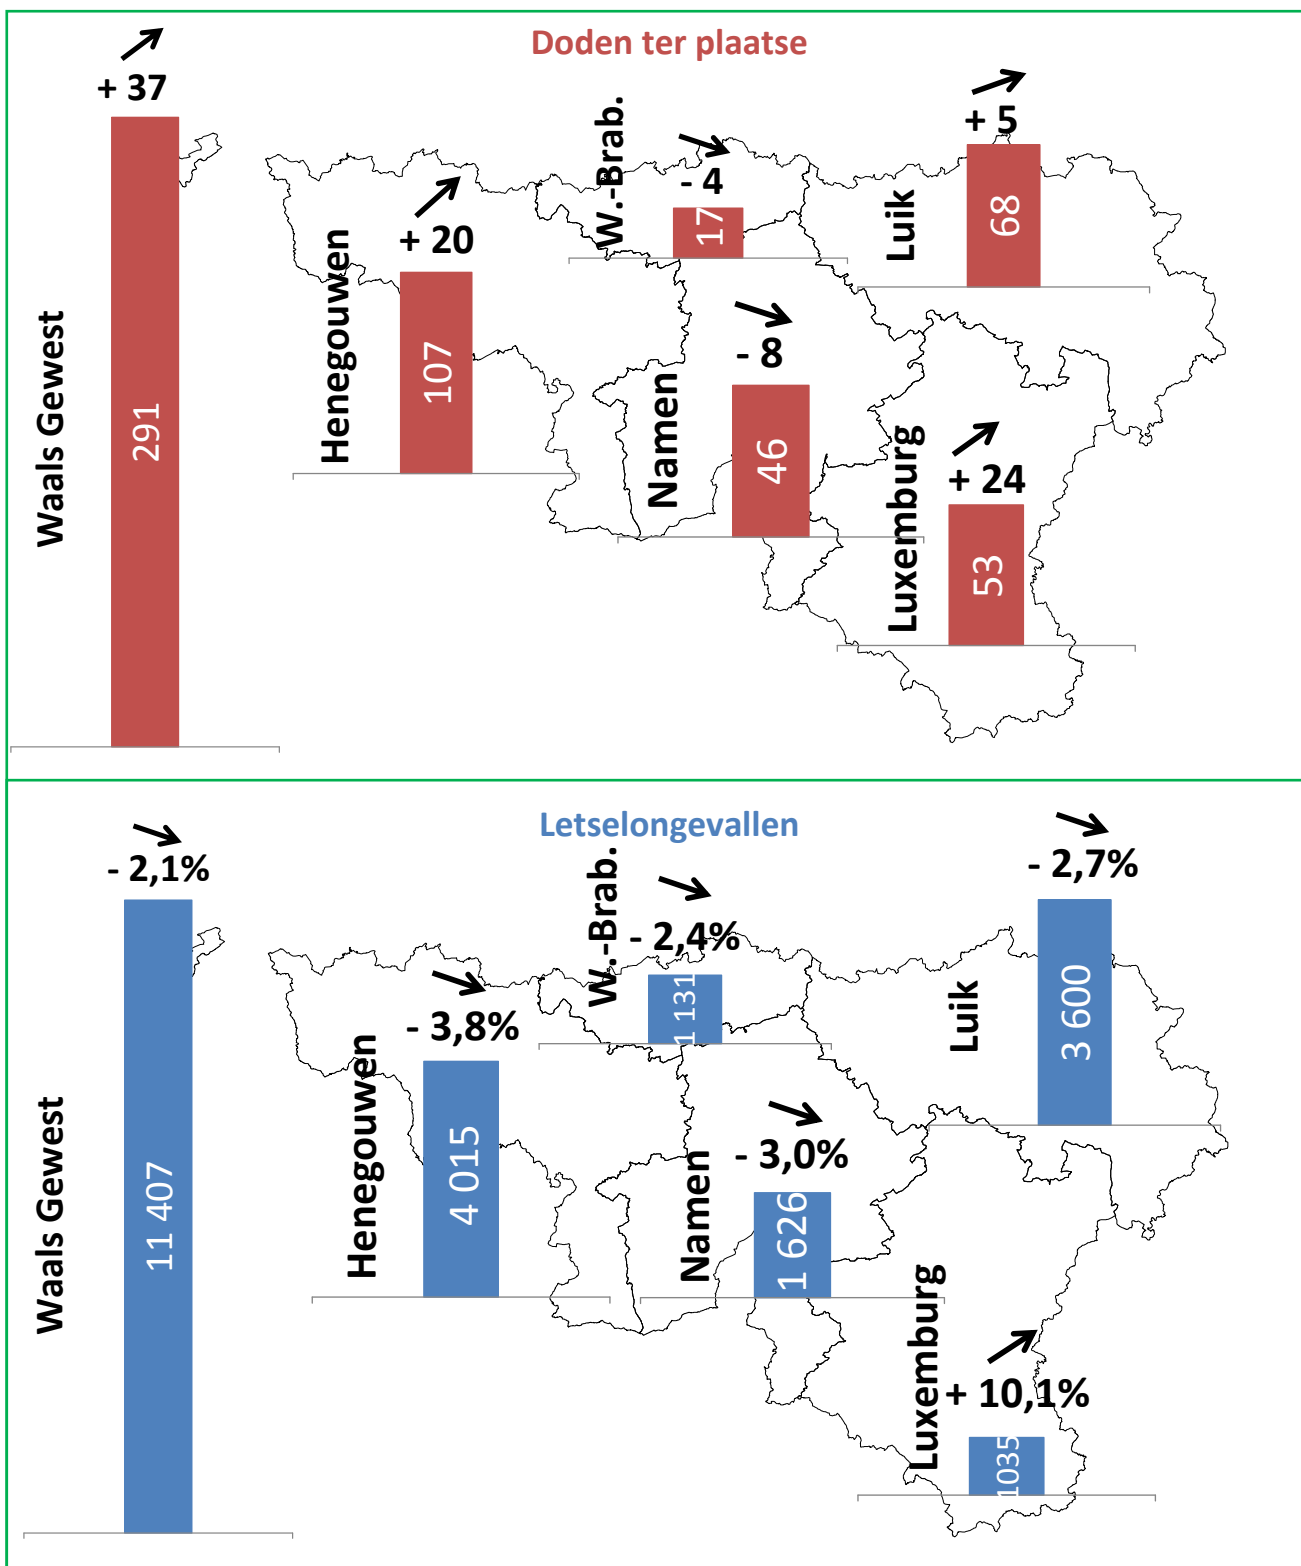 Doden ter plaatse
+ 37
291
Waals Gewest
+ 20
107
Henegouwen
W.-Brab.
- 4
17
Luik
+ 5
68
Namen
- 8
46
Luxemburg
+ 24
53
Letselongevallen
- 2,1%
11 407
Waals Gewest
- 3,8%
4 015
Henegouwen
W.-Brab.
- 2,4%
1 131
Luik
- 2,7%
3 600
Namen
- 3,0%
1 626
Luxemburg
+ 10,1%
1035